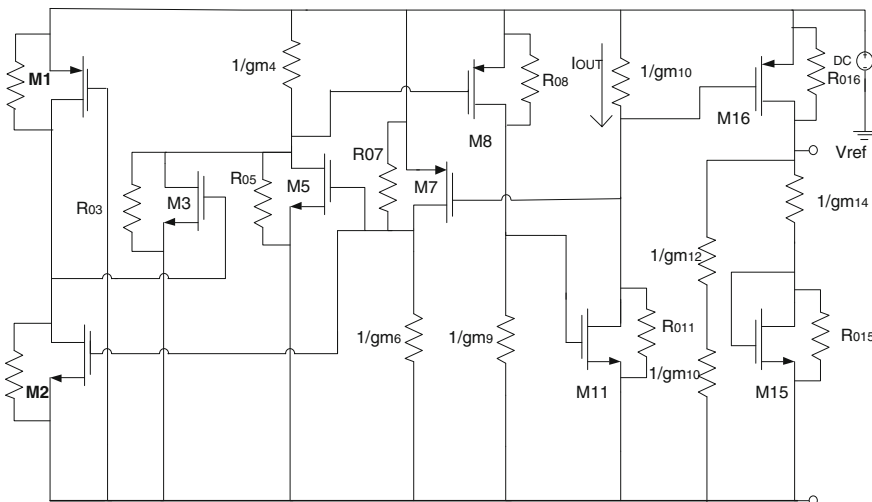 M1
1/gm4
R08
IOUT
1/gm10
DC
R016
M16
M8
Vref
R07
M7
R05
M5
M3
R03
1/gm14
1/gm12
1/gm6
1/gm9
R011
R015
M2
M11
1/gm10
M15